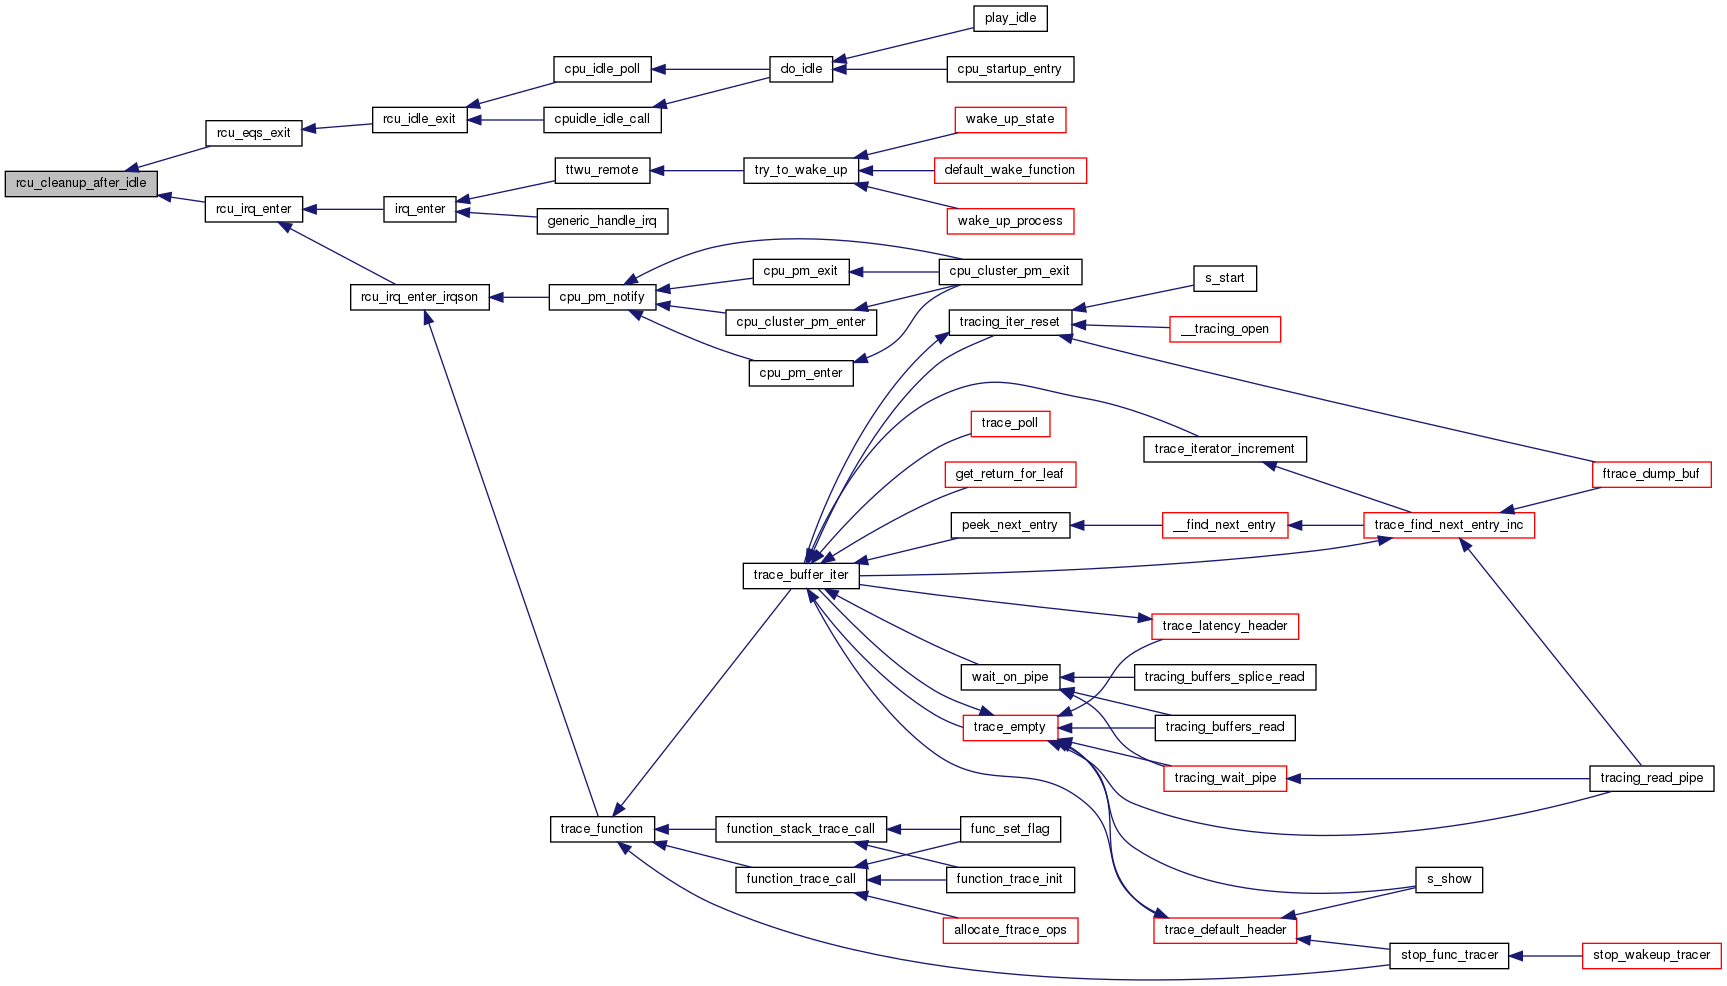 play_idle
cpu_idle_poll
do_idle
cpu_startup_entry
rcu_idle_exit
cpuidle_idle_call
wake_up_state
rcu_eqs_exit
ttwu_remote
try_to_wake_up
default_wake_function
rcu_cleanup_after_idle
rcu_irq_enter
irq_enter
generic_handle_irq
wake_up_process
cpu_pm_exit
cpu_cluster_pm_exit
s_start
rcu_irq_enter_irqson
cpu_pm_notify
cpu_cluster_pm_enter
tracing_iter_reset
__tracing_open
cpu_pm_enter
trace_poll
trace_iterator_increment
get_return_for_leaf
ftrace_dump_buf
peek_next_entry
__find_next_entry
trace_find_next_entry_inc
trace_buffer_iter
trace_latency_header
wait_on_pipe
tracing_buffers_splice_read
trace_empty
tracing_buffers_read
tracing_wait_pipe
tracing_read_pipe
trace_function
function_stack_trace_call
func_set_flag
function_trace_call
function_trace_init
s_show
allocate_ftrace_ops
trace_default_header
stop_func_tracer
stop_wakeup_tracer